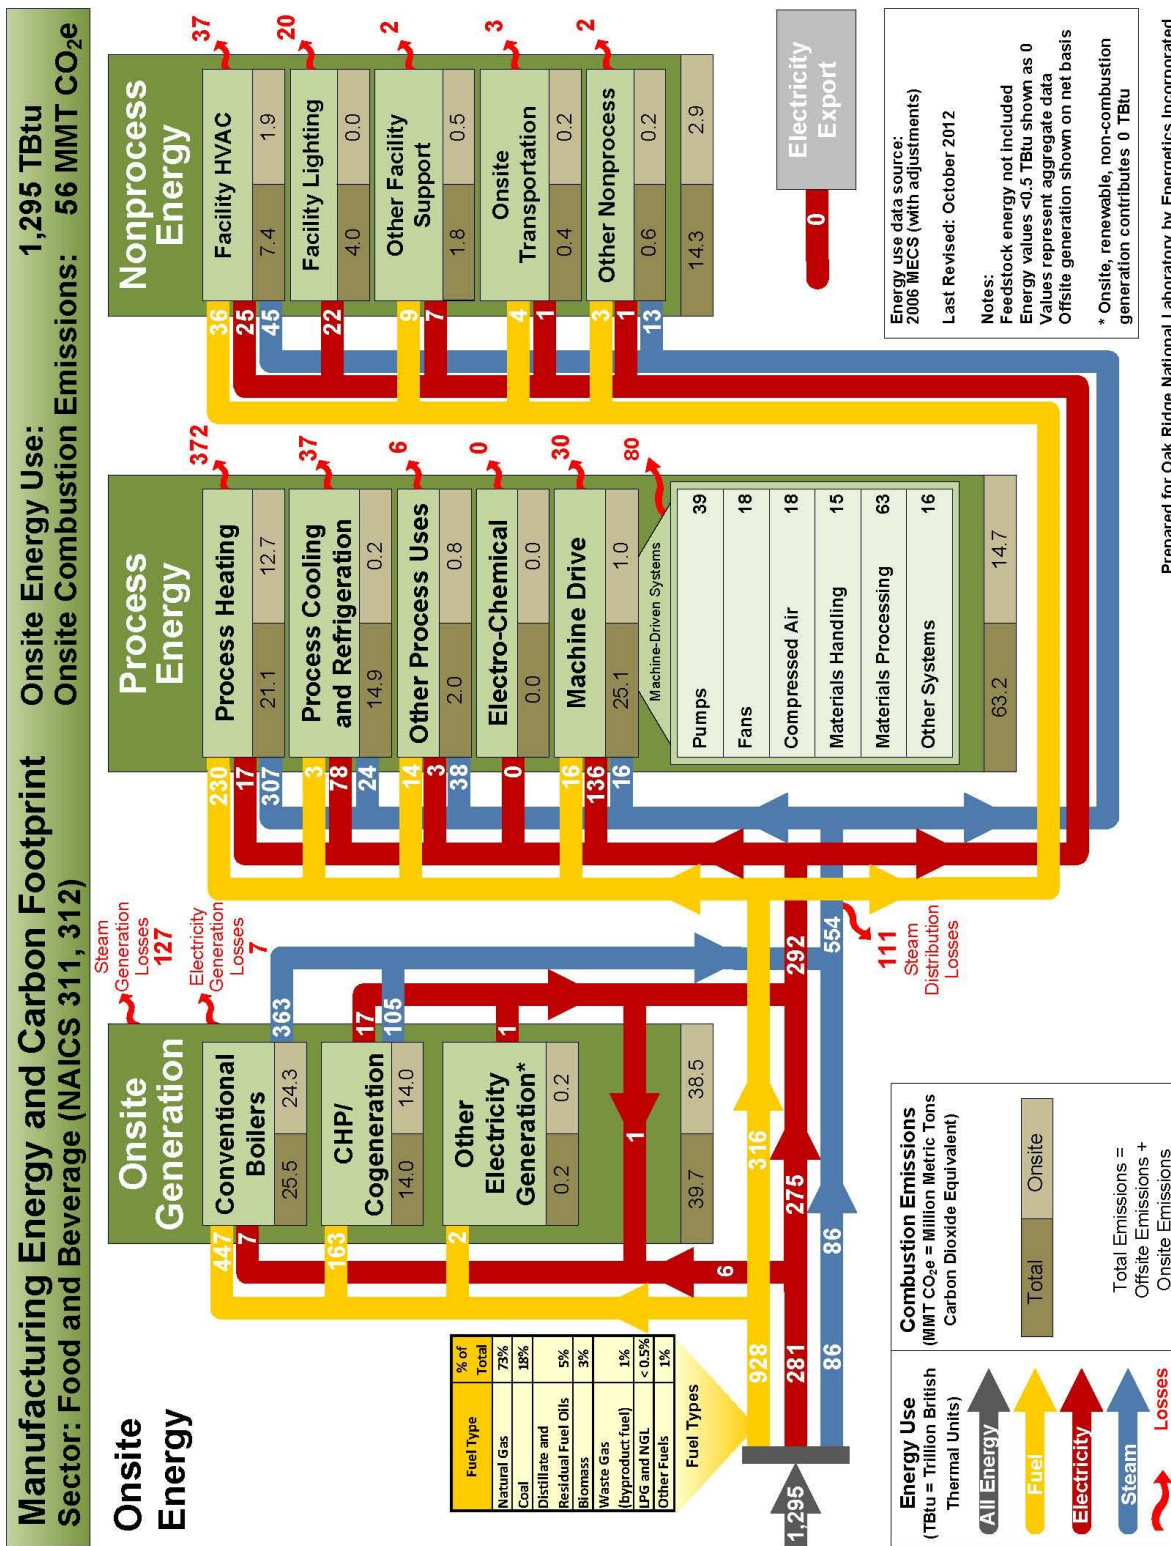 Manufacturing Energy and Carbon Footprint
Sector: Food and Beverage (NAICS 311, 312)
Onsite Energy Use: 1,295 TBtu
Onsite Combustion Emissions: 56 MMT CO₂e
Onsite
Energy
Fuel Type % of Total
Natural Gas 73%
Coal 18%
Distillate and
Residual Fuel Oils 5%
Biomass 3%
Waste Gas
(byproduct fuel) 1%
LPG and NGL < 0.5%
Other Fuels 1%
Fuel Types
1,295
928
281
86
6
316
275
86
1
Onsite
Generation
Steam
Generation
Losses
127
Electricity
Generation
Losses
7
447
7
Conventional
Boilers
25.5 24.3
363
163
CHP/
Cogeneration
14.0 14.0
17
105
2
Other
Electricity
Generation*
0.2 0.2
1
39.7 38.5
292
554
111
Steam
Distribution
Losses
Process
Energy
230
17
307
Process Heating
21.1 12.7
372
3
78
24
Process Cooling
and Refrigeration
14.9 0.2
37
14
3
38
Other Process Uses
2.0 0.8
6
0
Electro-Chemical
0.0 0.0
0
16
136
16
Machine Drive
25.1 1.0
30
Machine-Driven Systems
80
Pumps 39
Fans 18
Compressed Air 18
Materials Handling 15
Materials Processing 63
Other Systems 16
63.2 14.7
Nonprocess
Energy
36
25
45
Facility HVAC
7.4 1.9
37
22
Facility Lighting
4.0 0.0
20
9
7
Other Facility
Support
1.8 0.5
2
4
1
Onsite
Transportation
0.4 0.2
3
3
1
13
Other Nonprocess
0.6 0.2
2
14.3 2.9
0
Electricity
Export
Energy Use
(TBtu = Trillion British
Thermal Units)
All Energy
Fuel
Electricity
Steam
Losses
Combustion Emissions
(MMT CO₂e = Million Metric Tons
Carbon Dioxide Equivalent)
Total Onsite
Total Emissions =
Offsite Emissions +
Onsite Emissions
Energy use data source:
2006 MECS (with adjustments)
Last Revised: October 2012
Notes:
Feedstock energy not included
Energy values <0.5 TBtu shown as 0
Values represent aggregate data
Offsite generation shown on net basis
* Onsite, renewable, non-combustion
generation contributes 0 TBtu
Prepared for Oak Ridge National Laboratory by Energetics Incorporated